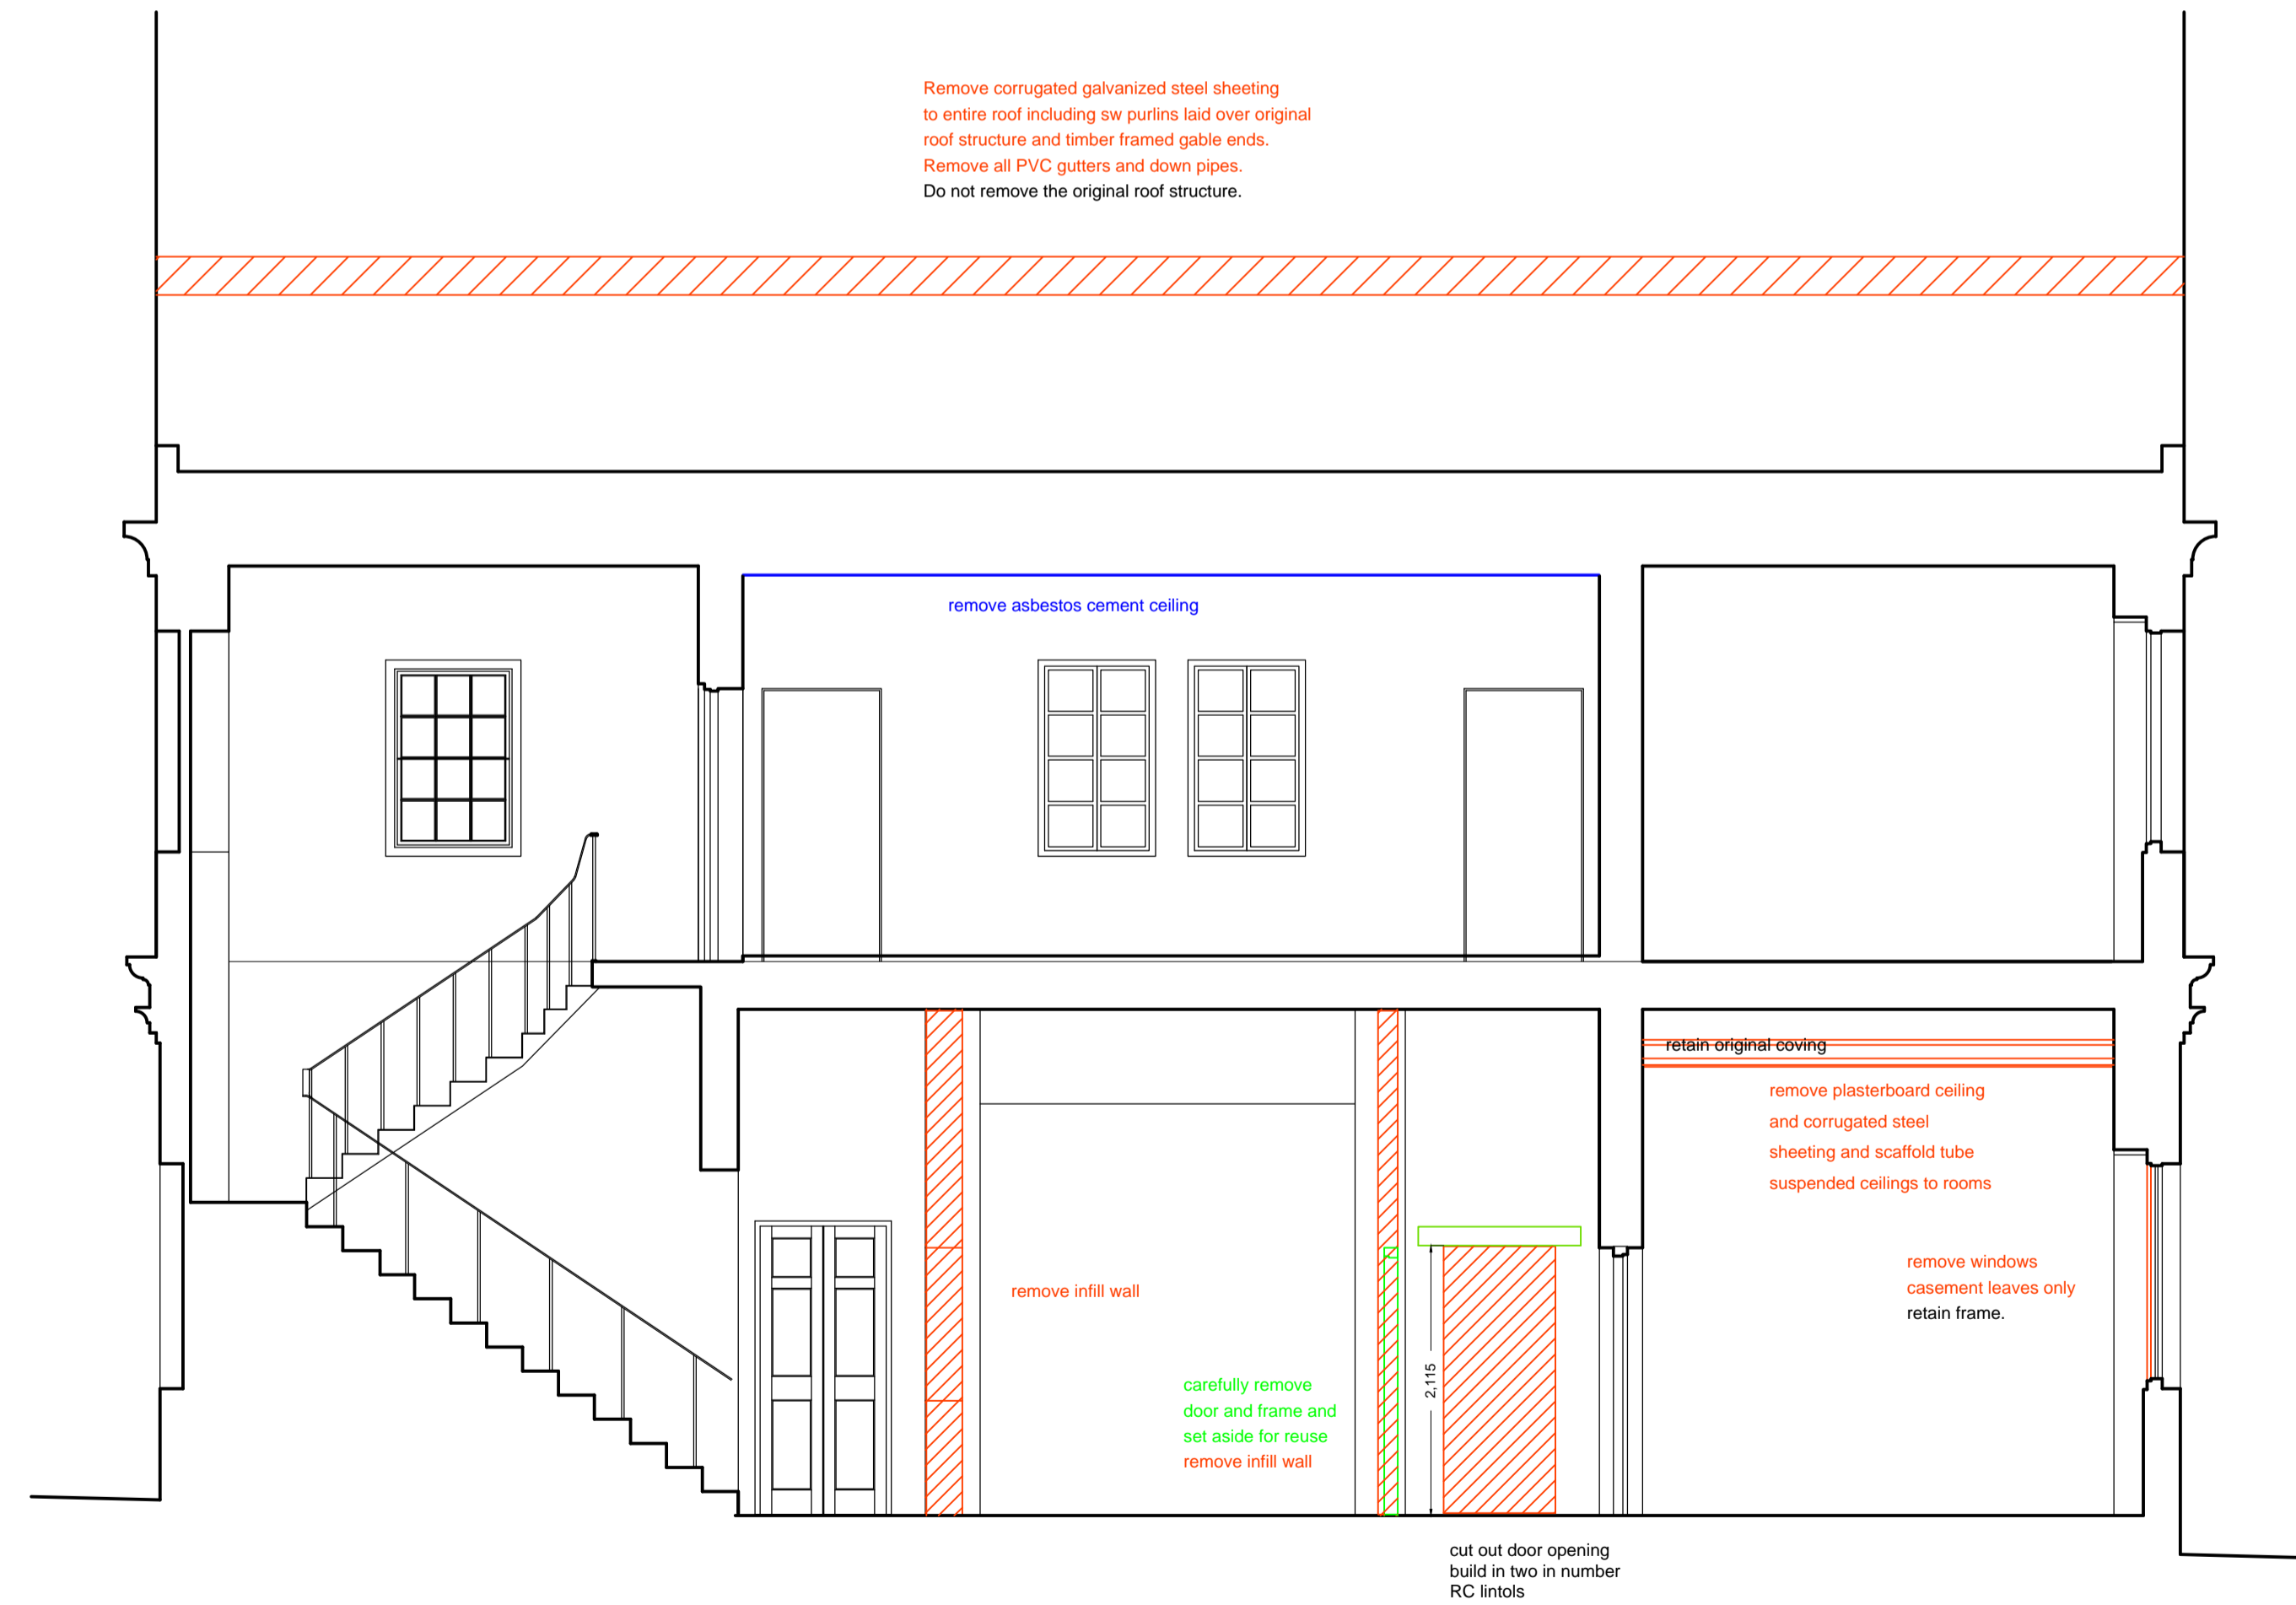 Remove corrugated galvanized steel sheeting
to entire roof including sw purlins laid over original
roof structure and timber framed gable ends.
Remove all PVC gutters and down pipes.
Do not remove the original roof structure.
remove asbestos cement ceiling
retain original coving
remove plasterboard ceiling
and corrugated steel
sheeting and scaffold tube
suspended ceilings to rooms
remove windows
casement leaves only
retain frame.
remove infill wall
carefully remove
door and frame and
set aside for reuse
remove infill wall
2,115
cut out door opening
build in two in number
RC lintols